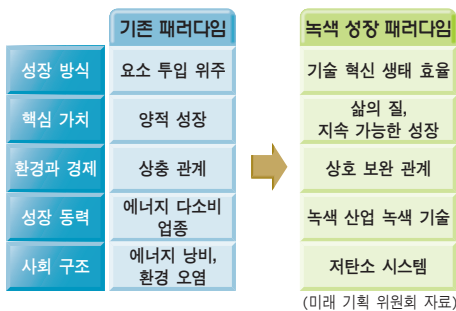 기존 패러다임 녹색 성장 패러다임
성장 방식 요소 투입 위주 기술 혁신 생태 효율
핵심 가치 양적 성장 삶의 질,
지속 가능한 성장
환경과 경제 상충 관계 상호 보완 관계
성장 동력 에너지 다소비
업종 녹색 산업 녹색 기술
사회 구조 에너지 낭비,
환경 오염 저탄소 시스템
(미래 기획 위원회 자료)